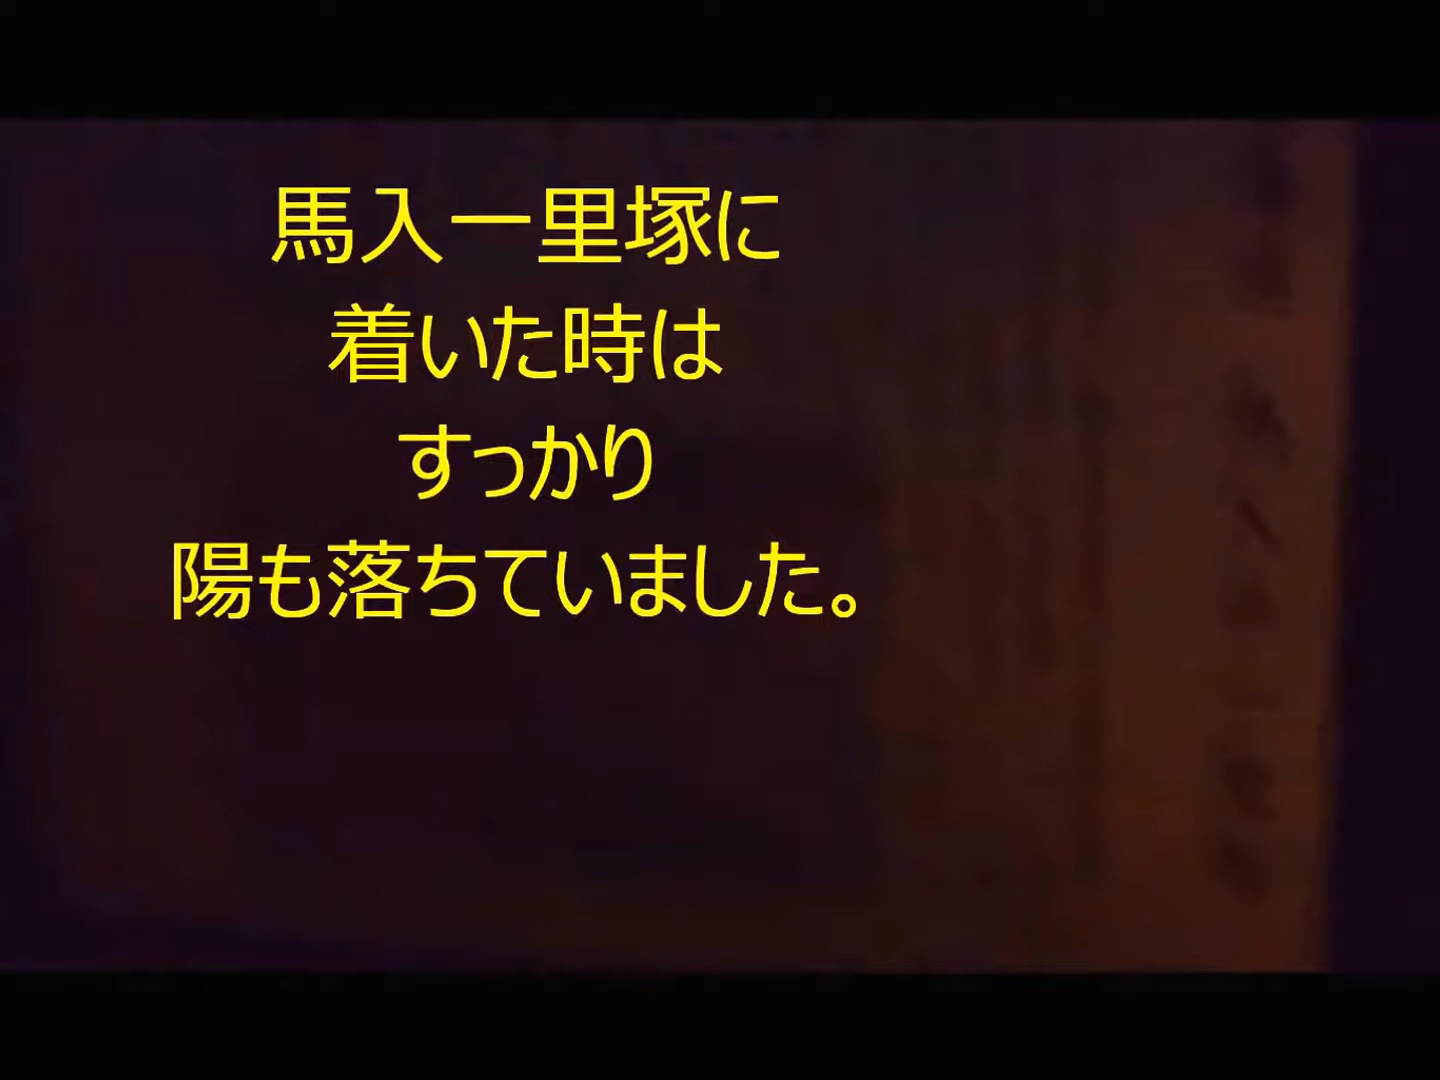 馬入一里塚に
着いた時は
すっかり
陽も落ちていました。